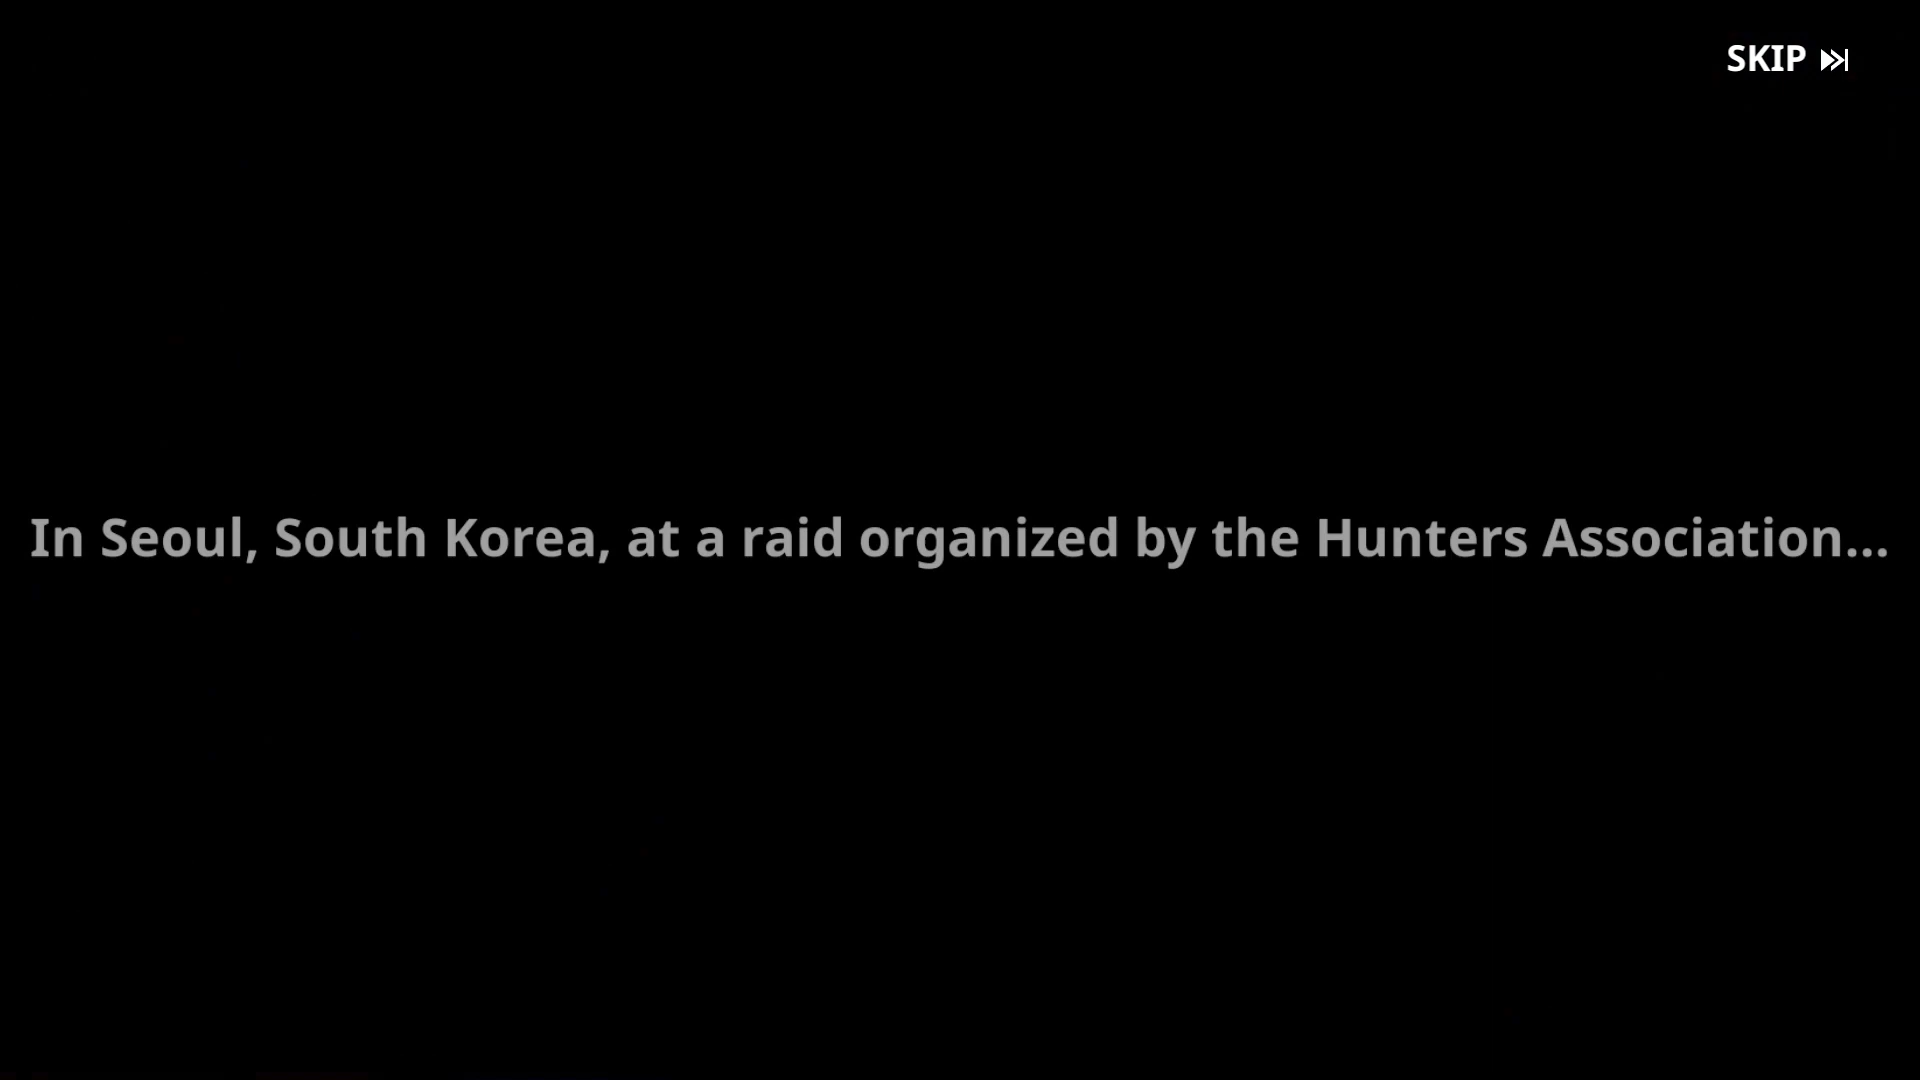 SKIP
In Seoul, South Korea, at a raid organized by the Hunters Association...